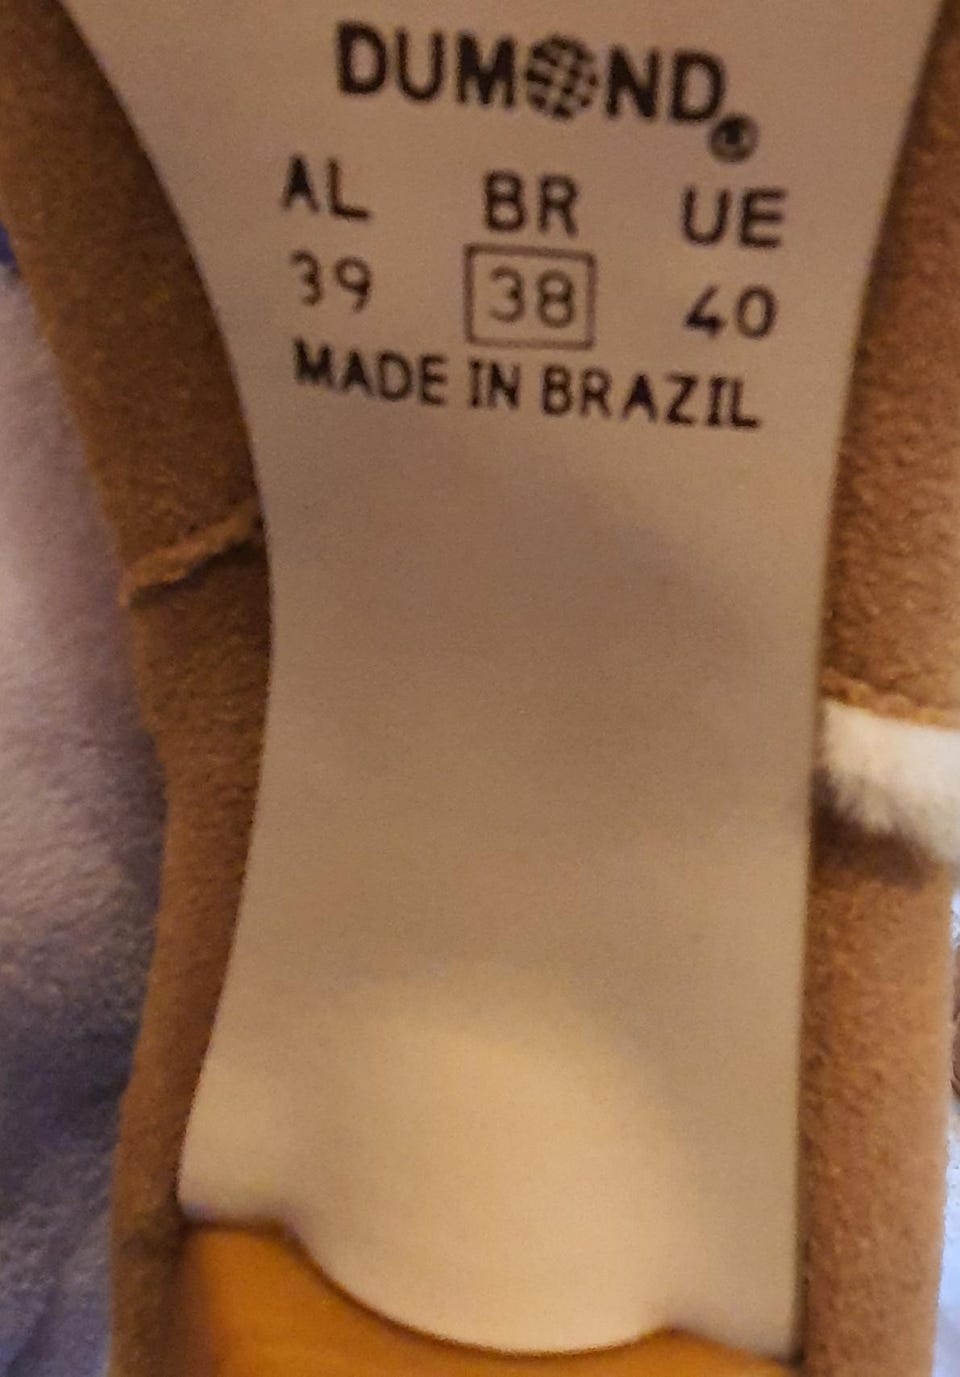 DUMOND®
AL BR UE
39 38 40
MADE IN BRAZIL